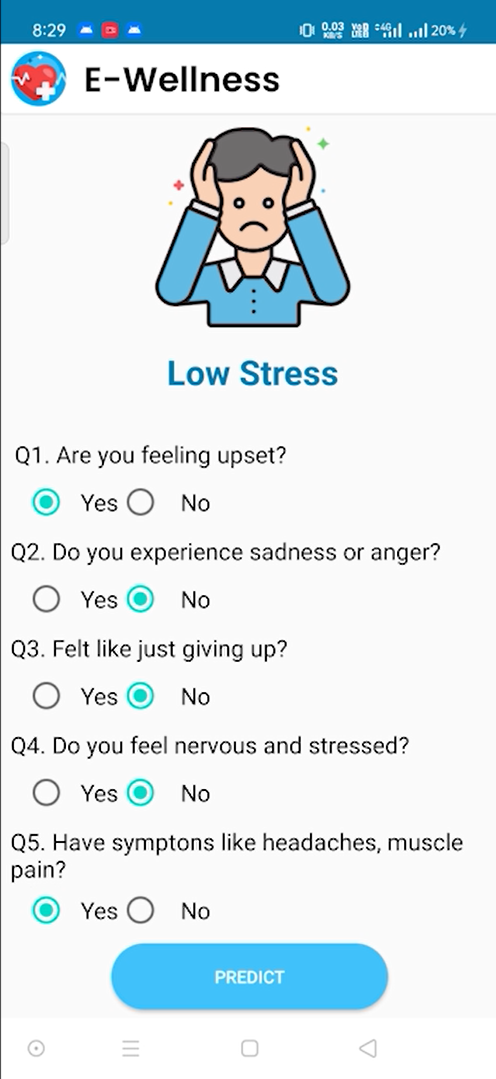 8:29 0.03 KB/S 4G 20%
E-Wellness
Low Stress
Q1. Are you feeling upset?
Yes No
Q2. Do you experience sadness or anger?
Yes No
Q3. Felt like just giving up?
Yes No
Q4. Do you feel nervous and stressed?
Yes No
Q5. Have symptons like headaches, muscle
pain?
Yes No
PREDICT